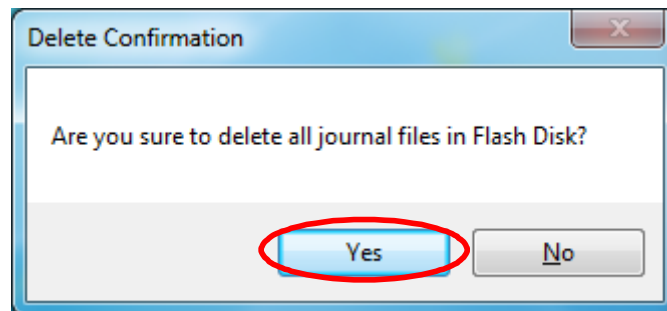 Delete Confirmation
Are you sure to delete all journal files in Flash Disk?
Yes No